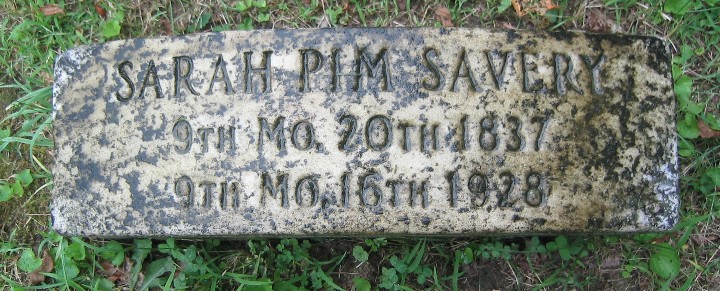 SARAH PIM SAVERY
9TH MO. 20TH 1837
9TH MO. 16TH 1928